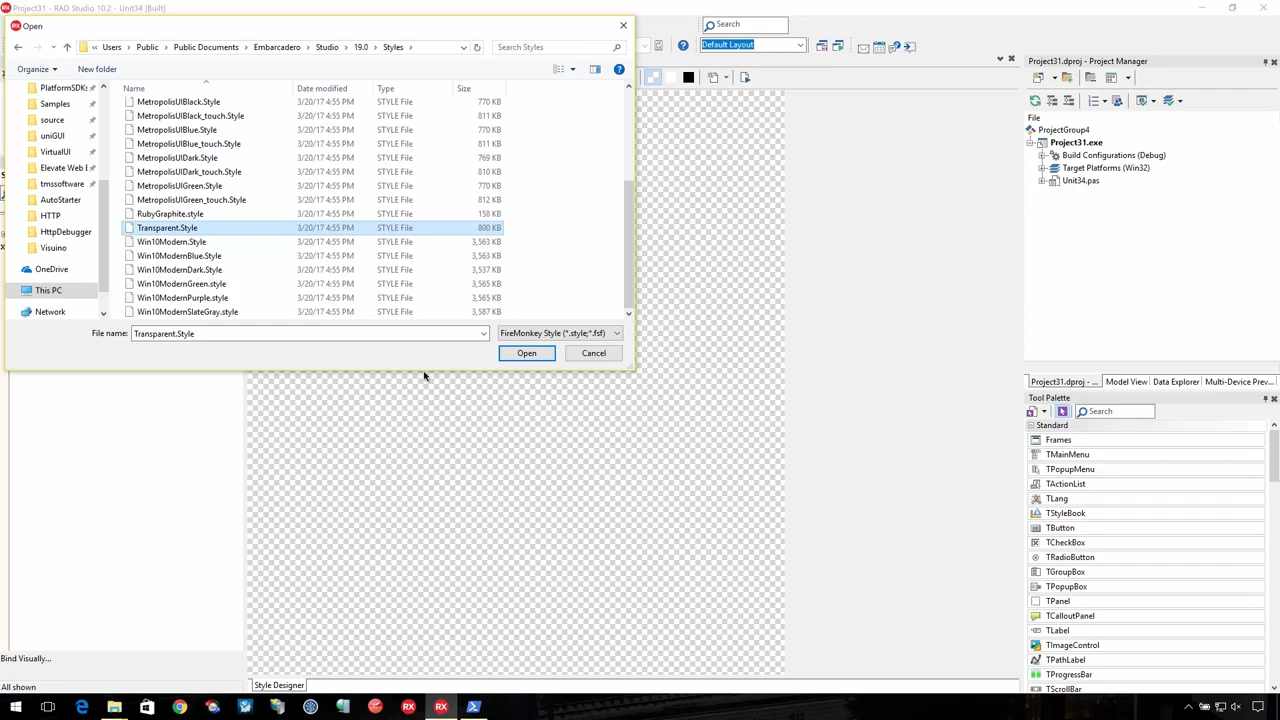 Project31 - RAD Studio 10.2 - Unit34 [Built]
Open
Search
Users
Public
Public Documents
Embarcadero
Studio
19.0
Styles
Search Styles
Default Layout
Organize
New folder
Project31.dproj - Project Manager
PlatformSDKs
Samples
source
uniGUI
VirtualUI
Elevate Web
tmssoftware
AutoStarter
HTTP
HttpDebugger
Visuino
OneDrive
This PC
Network
Name Date modified Type Size
MetropolisUIBlack.Style 3/20/17 4:55 PM STYLE File 770 KB
MetropolisUIBlack_touch.Style 3/20/17 4:55 PM STYLE File 811 KB
MetropolisUIBlue.Style 3/20/17 4:55 PM STYLE File 770 KB
MetropolisUIBlue_touch.Style 3/20/17 4:55 PM STYLE File 811 KB
MetropolisUIDark.Style 3/20/17 4:55 PM STYLE File 769 KB
MetropolisUIDark_touch.Style 3/20/17 4:55 PM STYLE File 810 KB
MetropolisUIGreen.Style 3/20/17 4:55 PM STYLE File 770 KB
MetropolisUIGreen_touch.Style 3/20/17 4:55 PM STYLE File 812 KB
RubyGraphite.style 3/20/17 4:55 PM STYLE File 158 KB
Transparent.Style 3/20/17 4:55 PM STYLE File 800 KB
Win10Modern.Style 3/20/17 4:55 PM STYLE File 3,563 KB
Win10ModernBlue.Style 3/20/17 4:55 PM STYLE File 3,563 KB
Win10ModernDark.Style 3/20/17 4:55 PM STYLE File 3,537 KB
Win10ModernGreen.style 3/20/17 4:55 PM STYLE File 3,565 KB
Win10ModernPurple.style 3/20/17 4:55 PM STYLE File 3,565 KB
Win10ModernSlateGray.style 3/20/17 4:55 PM STYLE File 3,587 KB
File name: Transparent.Style FireMonkey Style (*.style;*.fsf)
Open Cancel
File
ProjectGroup4
Project31.exe
Build Configurations (Debug)
Target Platforms (Win32)
Unit34.pas
Project31.dproj - ... Model View Data Explorer Multi-Device Prev...
Tool Palette
Search
Standard
Frames
TMainMenu
TPopupMenu
TActionList
TLang
TStyleBook
TButton
TCheckBox
TRadioButton
TGroupBox
TPopupBox
TPanel
TCalloutPanel
TLabel
TImageControl
TPathLabel
TProgressBar
TScrollBar
Bind Visually...
All shown
Style Designer